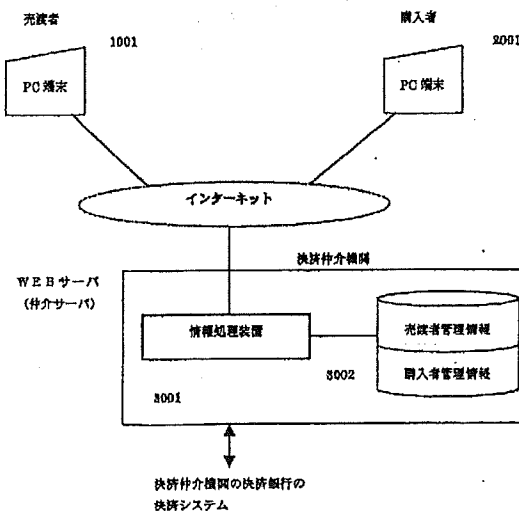 売渡者
購入者
1001
2001
PC端末
PC端末
インターネット
決済仲介機関
WEBサーバ
(仲介サーバ)
情報処理装置
売渡者管理情報
購入者管理情報
3001
3002
決済仲介機関の決済銀行の
決済システム